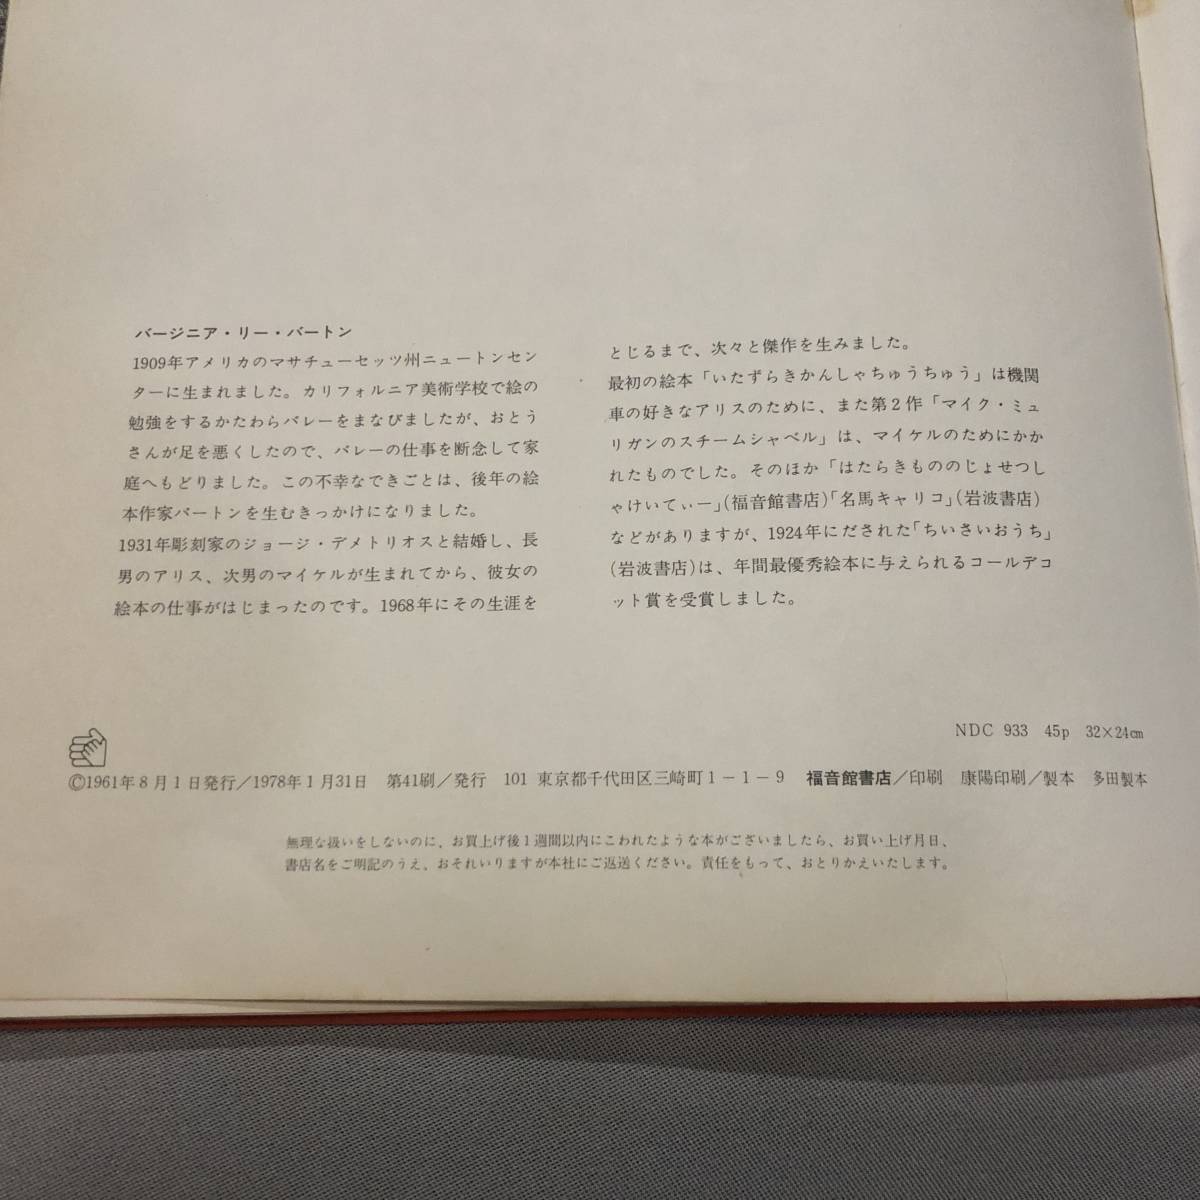 バージニア・リー・バートン
1909年アメリカのマサチューセッツ州ニュートンセン
ターに生まれました。カリフォルニア美術学校で絵の
勉強をするかたわらバレーをまなびましたが、おとう
さんが足を悪くしたので、バレーの仕事を断念して家
庭へもどりました。この不幸なできごとは、後年の絵
本作家バートンを生むきっかけになりました。
1931年彫刻家のジョージ・デメトリオスと結婚し、長
男のアリス、次男のマイケルが生まれてから、彼女の
絵本の仕事がはじまったのです。1968年にその生涯を
とじるまで、次々と傑作を生みました。
最初の絵本「いたずらきかんしゃちゅうちゅう」は機関
車の好きなアリスのために、また第2作「マイク・ミュ
リガンのスチームシャベル」は、マイケルのためにかか
れたものでした。そのほか「はたらきもののじょせつし
ゃけいてぃー」(福音館書店)「名馬キャリコ」(岩波書店)
などがありますが、1924年にだされた「ちいさいおうち」
(岩波書店)は、年間最優秀絵本に与えられるコールデコ
ット賞を受賞しました。
NDC 933 45p 32×24㎝
©1961年8月1日発行/1978年1月31日 第41刷/発行 101 東京都千代田区三崎町1-1-9 福音館書店/印刷 康陽印刷/製本 多田製本
無理な扱いをしないのに、お買上げ後1週間以内にこわれたような本がございましたら、お買い上げ月日、
書店名をご明記のうえ、おそれいりますが本社にご返送ください。責任をもって、おとりかえいたします。